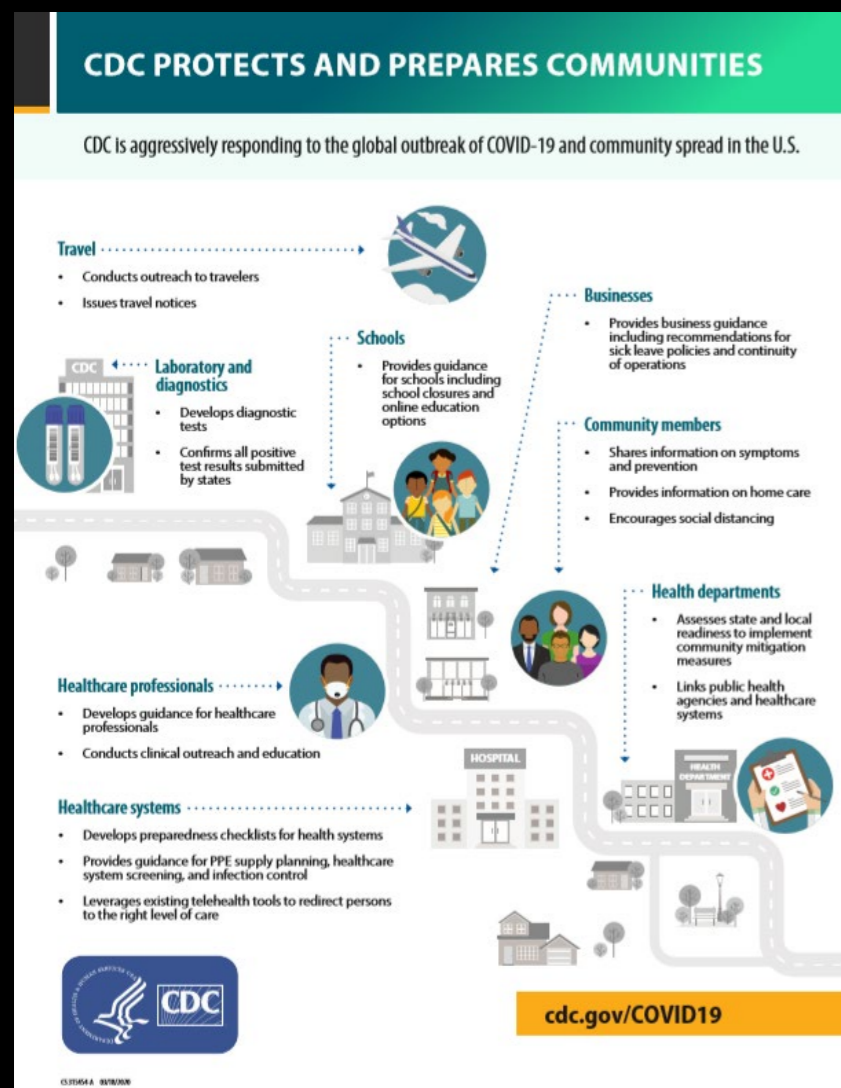 CDC PROTECTS AND PREPARES COMMUNITIES
CDC is aggressively responding to the global outbreak of COVID-19 and community spread in the U.S.
Travel
• Conducts outreach to travelers
• Issues travel notices
CDC
Laboratory and
diagnostics
• Develops diagnostic
tests
• Confirms all positive
test results submitted
by states
Schools
• Provides guidance
for schools including
school closures and
online education
options
Businesses
• Provides business guidance
including recommendations for
sick leave policies and continuity
of operations
Community members
• Shares information on symptoms
and prevention
• Provides information on home care
• Encourages social distancing
Health departments
• Assesses state and local
readiness to implement
community mitigation
measures
• Links public health
agencies and healthcare
systems
HEALTH
DEPARTMENT
Healthcare professionals
• Develops guidance for healthcare
professionals
• Conducts clinical outreach and education
HOSPITAL
Healthcare systems
• Develops preparedness checklists for health systems
• Provides guidance for PPE supply planning, healthcare
system screening, and infection control
• Leverages existing telehealth tools to redirect persons
to the right level of care
CDC
cdc.gov/COVID19
CS 315454-A 03/18/2020